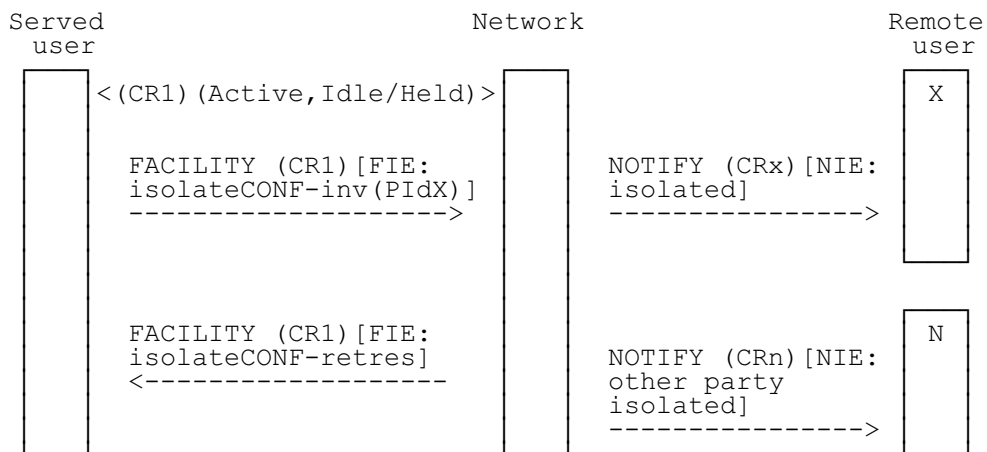 Served user
Network
Remote user
<(CR1)(Active,Idle/Held)>
X
FACILITY (CR1)[FIE:
isolateCONF-inv(PIdX)]
-------------------->
NOTIFY (CRx)[NIE:
isolated]
---------------->
FACILITY (CR1)[FIE:
isolateCONF-retres]
<-------------------
N
NOTIFY (CRn)[NIE:
other party
isolated]
---------------->